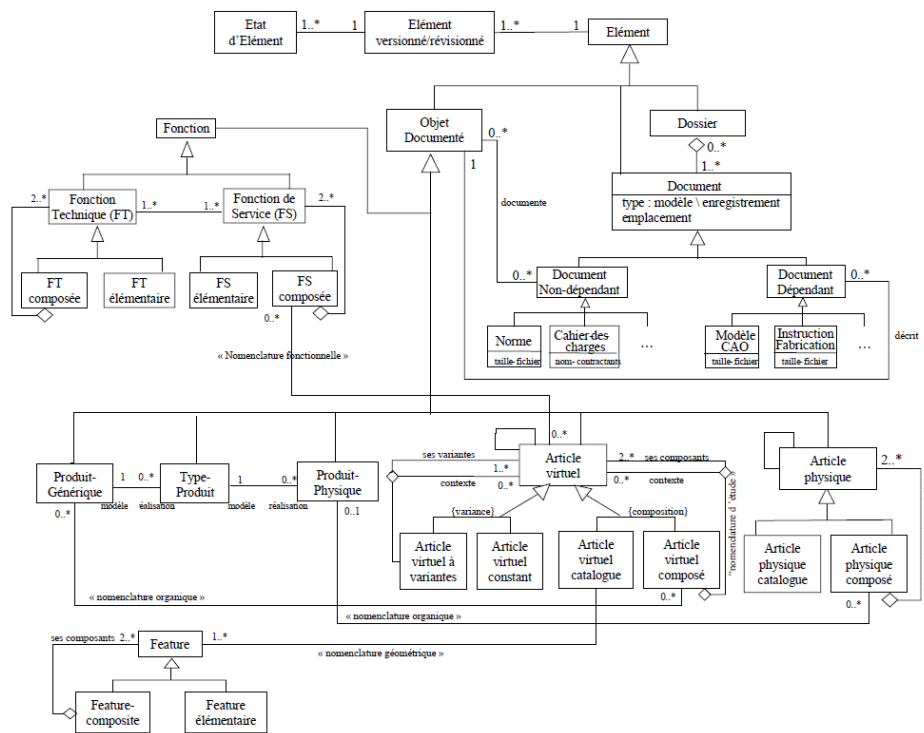 Etat
d'Elément
1..*
1
Elément
versionné/révisionné
1..*
1
Elément
Fonction
Objet
Documenté
0..*
1
Dossier
0..*
1..*
Document
type : modèle \ enregistrement
emplacement
documente
2..*
Fonction
Technique (FT)
1..*
1..*
Fonction de
Service (FS)
2..*
FT
composée
FT
élémentaire
FS
élémentaire
FS
composée
0..*
0..*
Document
Non-dépendant
Document
Dépendant
0..*
Norme
taille-fichier
Cahier-des-
charges
nom- contractants
...
Modèle
CAO
taille-fichier
Instruction
Fabrication
taille-fichier
...
décrit
« Nomenclature fonctionnelle »
Produit-
Générique
1
modèle
0..*
réalisation
Type-
Produit
1
modèle
0..*
réalisation
Produit-
Physique
0..*
0..1
0..*
ses variantes
1..*
contexte
0..*
Article
virtuel
2..*
ses composants
0..*
contexte
Article
physique
2..*
{variance}
{composition}
"nomenclature d 'étude »
Article
virtuel à
variantes
Article
virtuel
constant
Article
virtuel
catalogue
Article
virtuel
composé
0..*
Article
physique
catalogue
Article
physique
composé
0..*
« nomenclature organique »
« nomenclature organique »
ses composants
2..*
Feature
1..*
« nomenclature géométrique »
Feature-
composite
Feature
élémentaire